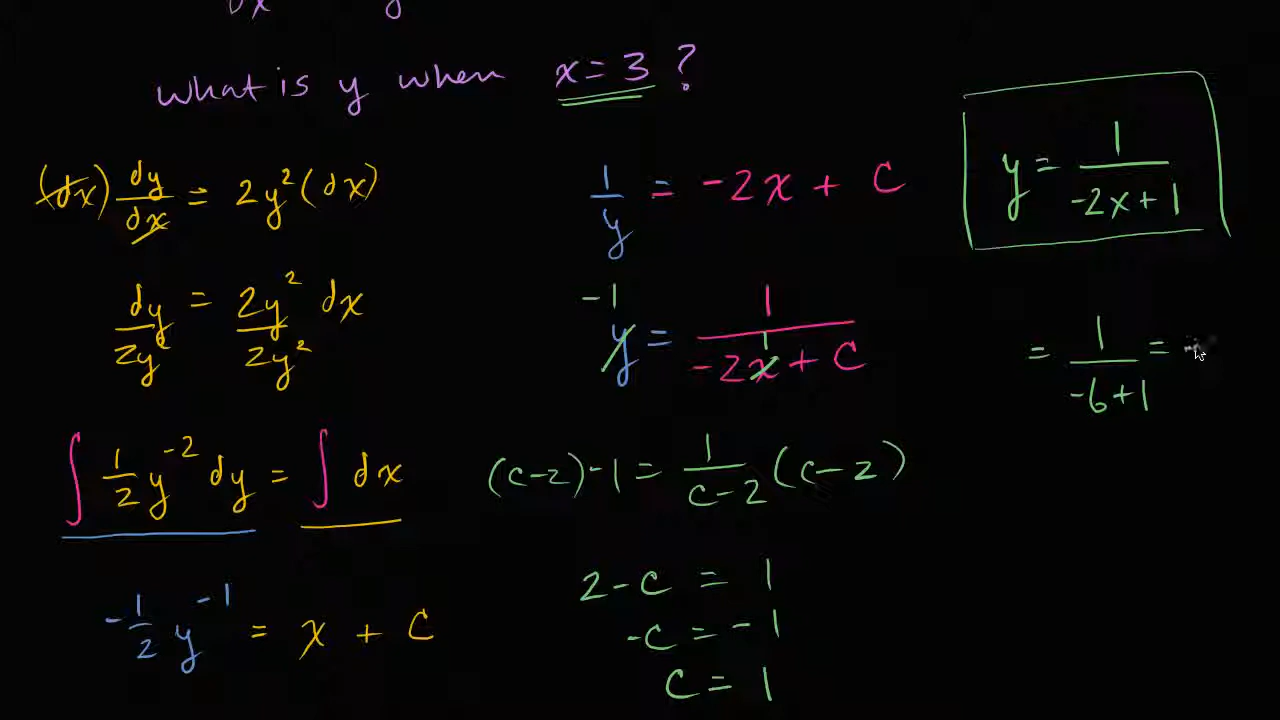 dx y
what is y when x = 3 ?
(dx) dy/dx = 2y² (dx)
dy/2y² = 2y²/2y² dx
∫ 1/2 y⁻² dy = ∫ dx
-1/2 y⁻¹ = x + C
1/y = -2x + C
-1 1
y = 1/(-2x + C)
(c-2) -1 = 1/(c-2) (c-2)
2 - c = 1
-c = -1
c = 1
y = 1/(-2x+1)
= 1/(-6+1) =